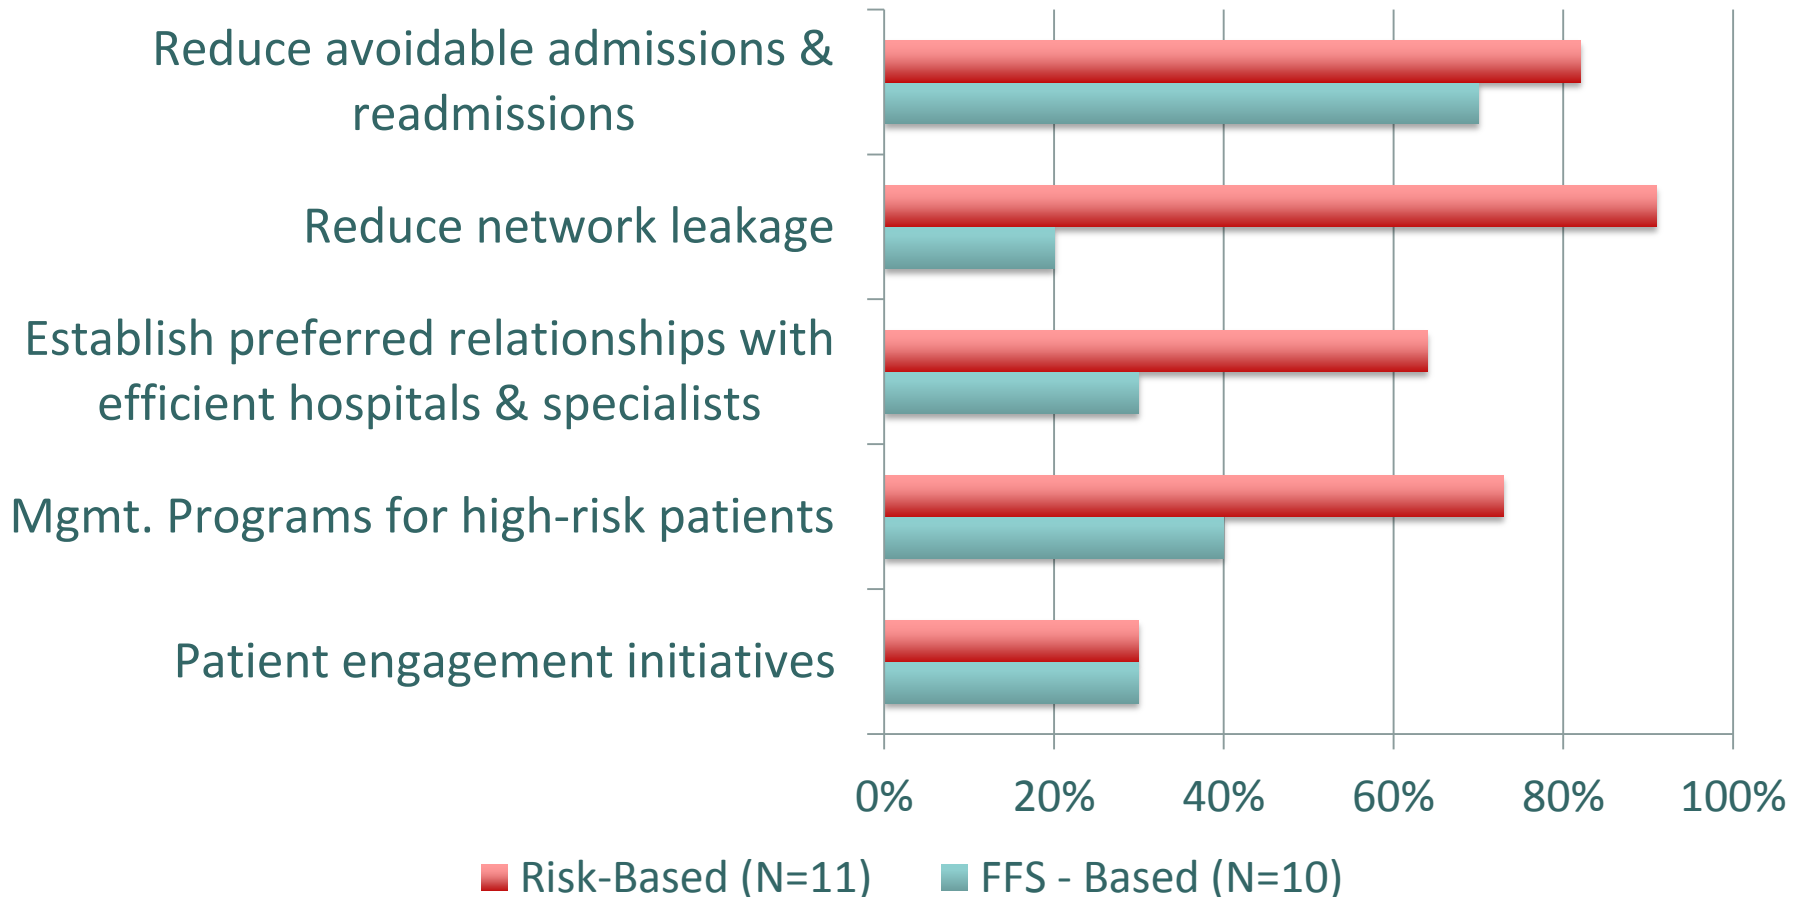 Reduce avoidable admissions &
readmissions
Reduce network leakage
Establish preferred relationships with
efficient hospitals & specialists
Mgmt. Programs for high-risk patients
Patient engagement initiatives
0% 20% 40% 60% 80% 100%
Risk-Based (N=11) FFS - Based (N=10)